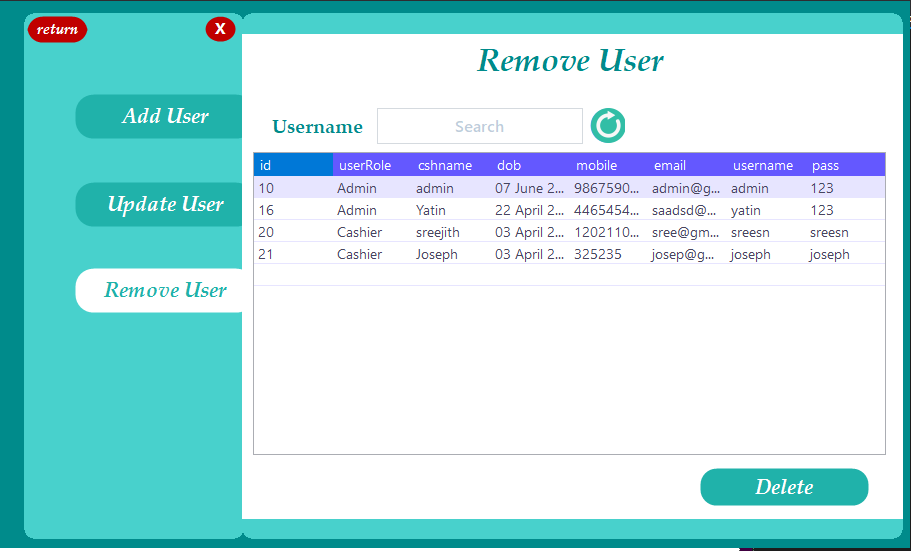 return
X
Add User
Update User
Remove User
Remove User
Username
Search
id userRole cshname dob mobile email username pass
10 Admin admin 07 June 2... 9867590... admin@g... admin 123
16 Admin Yatin 22 April 2... 4465454... saadsd@... yatin 123
20 Cashier sreejith 03 April 2... 1202110... sree@gm... sreesn sreesn
21 Cashier Joseph 03 April 2... 325235 josep@g... joseph joseph
Delete